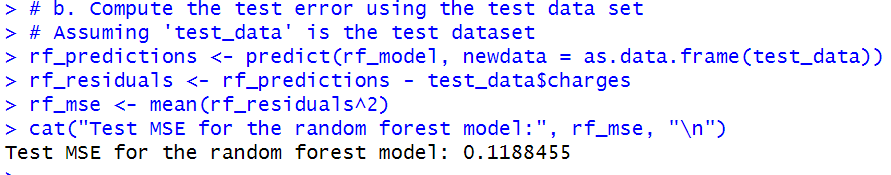 > # b. Compute the test error using the test data set
> # Assuming 'test_data' is the test dataset
> rf_predictions <- predict(rf_model, newdata = as.data.frame(test_data))
> rf_residuals <- rf_predictions - test_data$charges
> rf_mse <- mean(rf_residuals^2)
> cat("Test MSE for the random forest model:", rf_mse, "\n")
Test MSE for the random forest model: 0.1188455
>